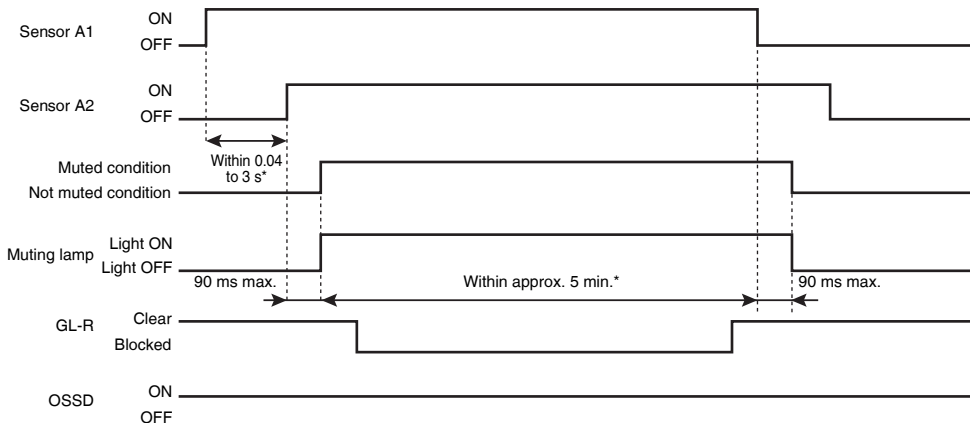 Sensor A1
ON
OFF
Sensor A2
ON
OFF
Within 0.04
to 3 s*
Muted condition
Not muted condition
Muting lamp
Light ON
Light OFF
90 ms max.
Within approx. 5 min.*
90 ms max.
GL-R
Clear
Blocked
OSSD
ON
OFF